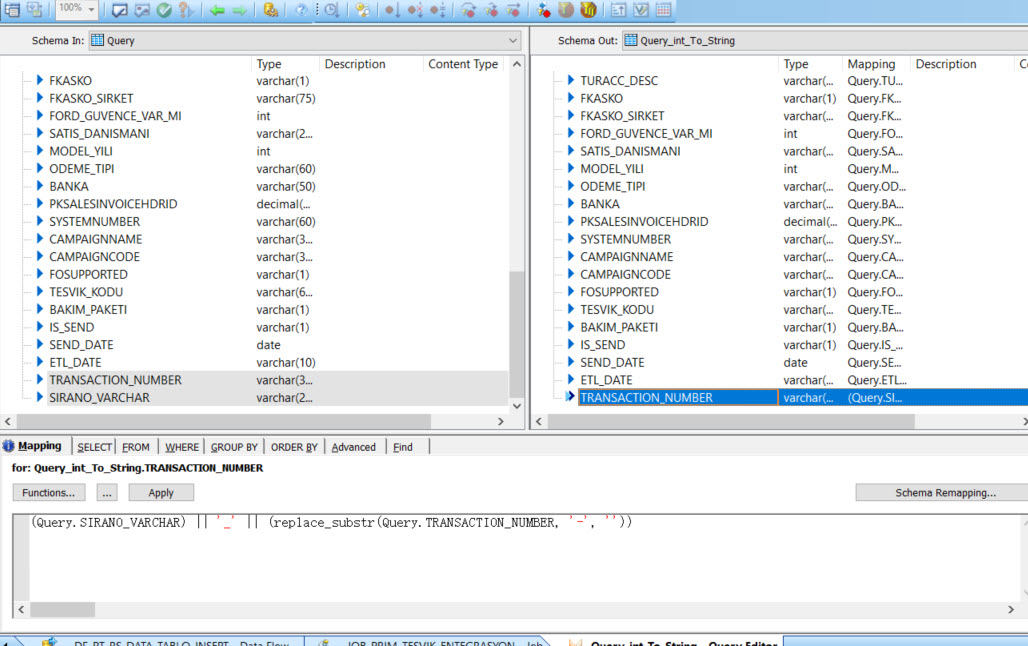 100%
Schema In: Query
Schema Out: Query_int_To_String
Type Description Content Type
FKASKO varchar(1)
FKASKO_SIRKET varchar(75)
FORD_GUVENCE_VAR_MI int
SATIS_DANISMANI varchar(2...
MODEL_YILI int
ODEME_TIPI varchar(60)
BANKA varchar(50)
PKSALESINVOICEHDRID decimal(...
SYSTEMNUMBER varchar(60)
CAMPAIGNNAME varchar(3...
CAMPAIGNCODE varchar(3...
FOSUPPORTED varchar(1)
TESVIK_KODU varchar(6...
BAKIM_PAKETI varchar(1)
IS_SEND varchar(1)
SEND_DATE date
ETL_DATE varchar(10)
TRANSACTION_NUMBER varchar(3...
SIRANO_VARCHAR varchar(2...
Type Mapping Description
TURACC_DESC varchar(... Query.TU...
FKASKO varchar(1) Query.FK...
FKASKO_SIRKET varchar(... Query.FK...
FORD_GUVENCE_VAR_MI int Query.FO...
SATIS_DANISMANI varchar(... Query.SA...
MODEL_YILI int Query.M...
ODEME_TIPI varchar(... Query.OD...
BANKA varchar(... Query.BA...
PKSALESINVOICEHDRID decimal(... Query.PK...
SYSTEMNUMBER varchar(... Query.SY...
CAMPAIGNNAME varchar(... Query.CA...
CAMPAIGNCODE varchar(... Query.CA...
FOSUPPORTED varchar(1) Query.FO...
TESVIK_KODU varchar(... Query.TE...
BAKIM_PAKETI varchar(1) Query.BA...
IS_SEND varchar(1) Query.IS_...
SEND_DATE date Query.SE...
ETL_DATE varchar(... Query.ETL...
TRANSACTION_NUMBER varchar(... (Query.SI...
Mapping SELECT FROM WHERE GROUP BY ORDER BY Advanced Find
for: Query_int_To_String.TRANSACTION_NUMBER
Functions... ... Apply Schema Remapping...
(Query.SIRANO_VARCHAR) || '_' || (replace_substr(Query.TRANSACTION_NUMBER, '-', ''))
Query_int_To_String - Query Editor